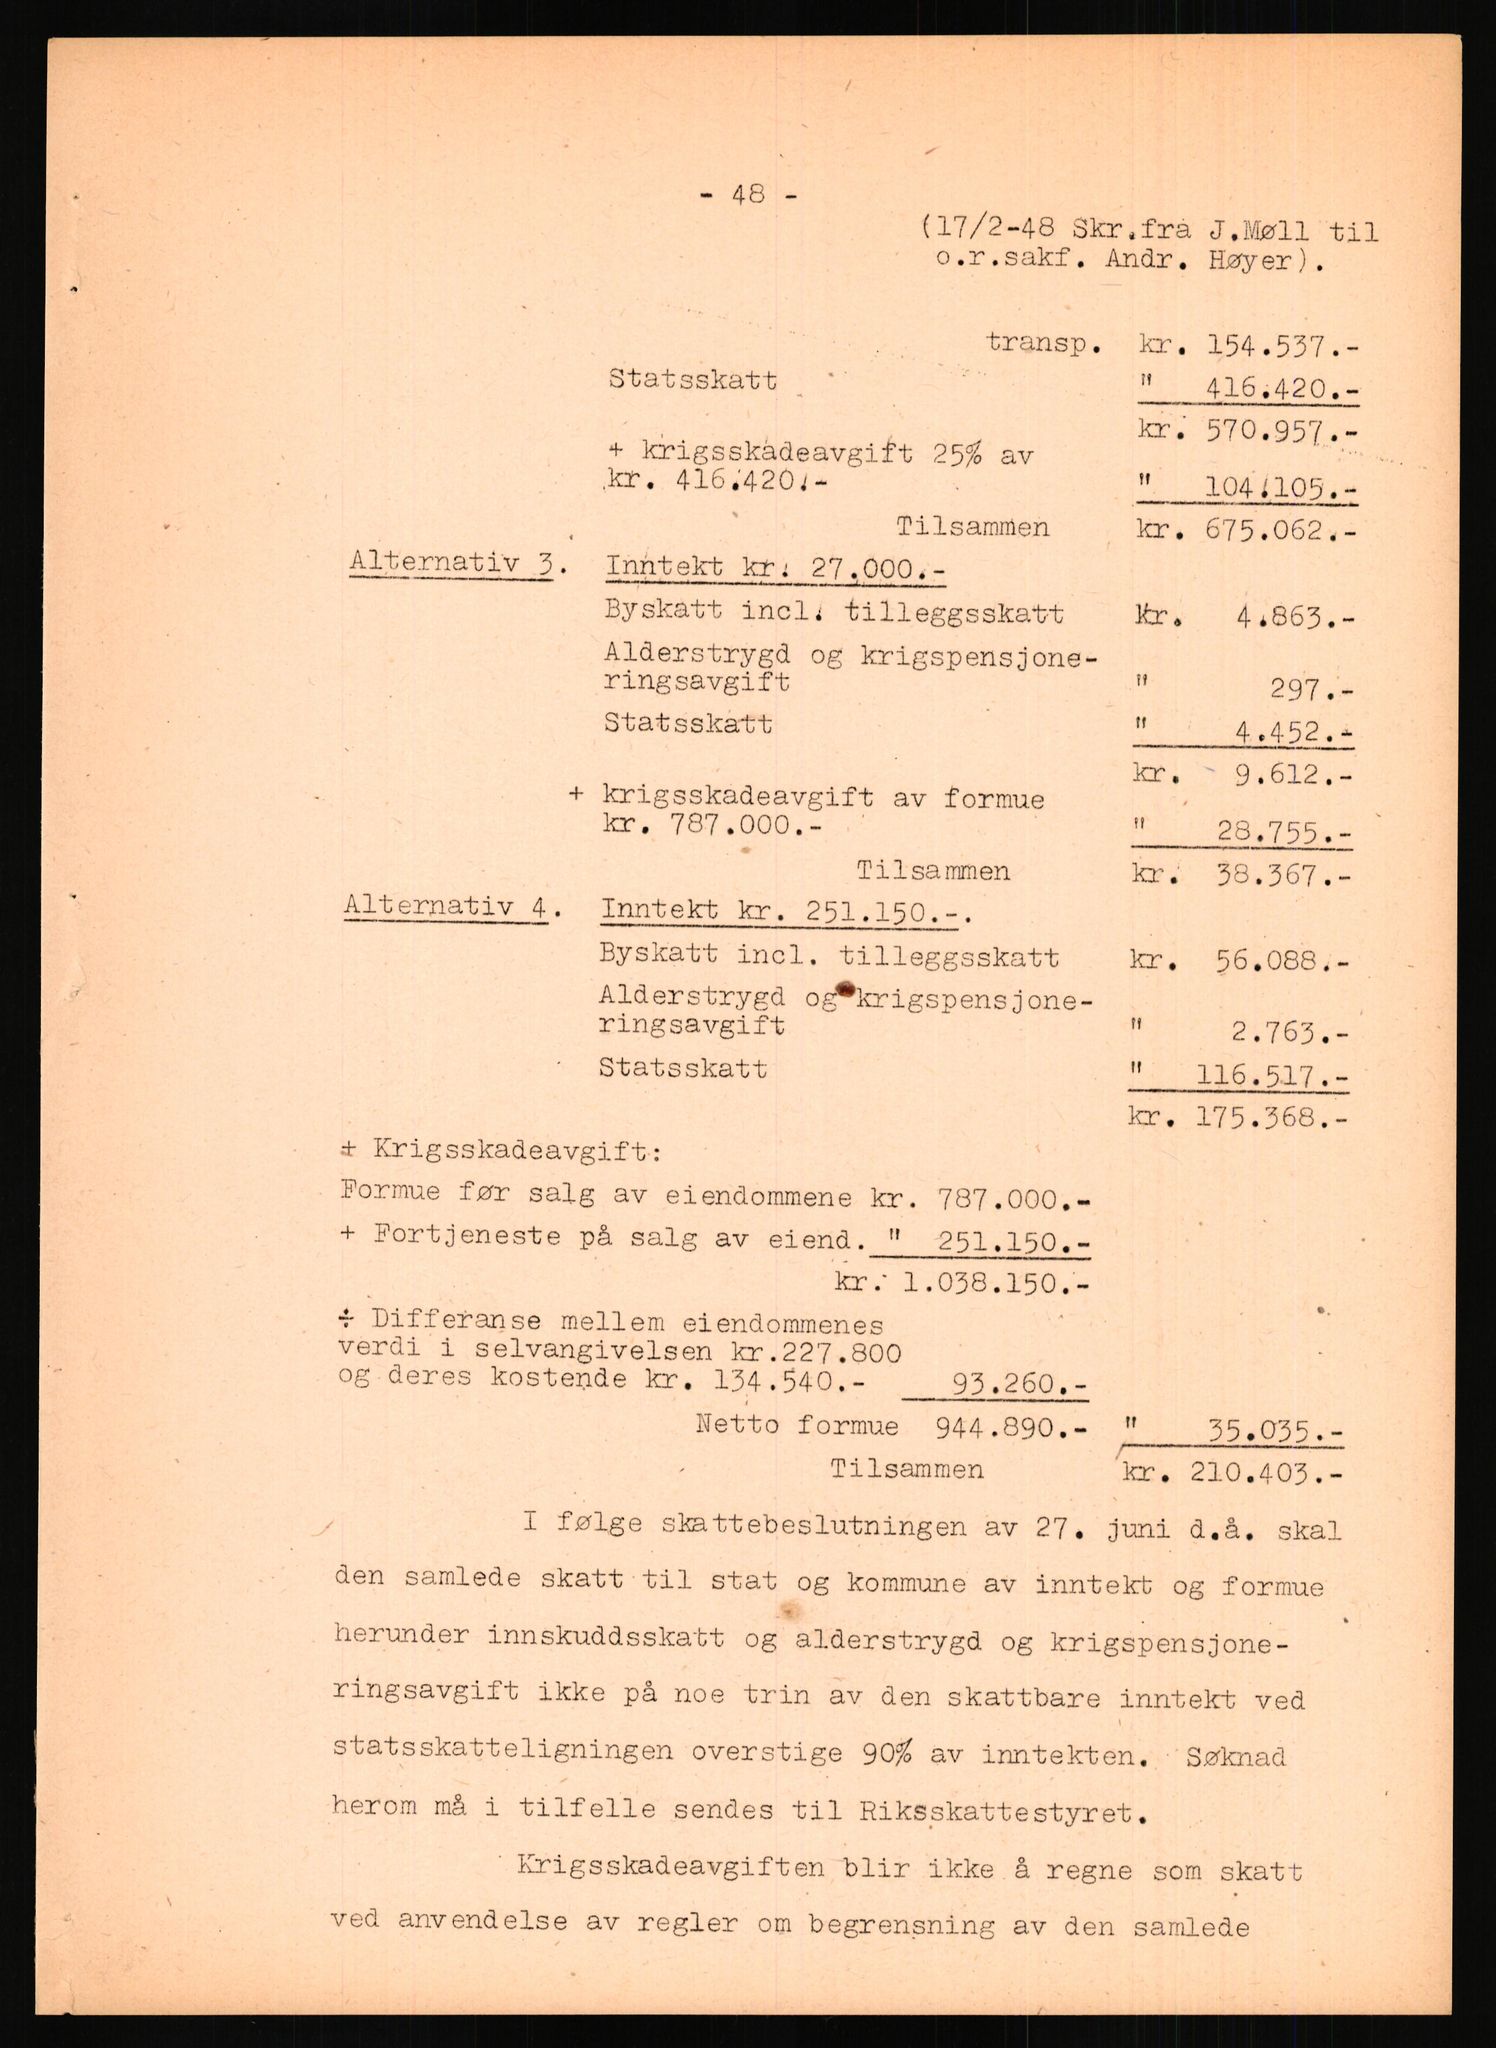 - 48 -
(17/2-48 Skr.fra J.Møll til
o.r.sakf. Andr. Høyer).
transp. kr. 154.537.-
Statsskatt " 416.420.-
kr. 570.957.-
+ krigsskadeavgift 25% av
kr. 416.420.- " 104.105.-
Tilsammen kr. 675.062.-
Alternativ 3. Inntekt kr. 27.000.-
Byskatt incl. tilleggsskatt kr. 4.863.-
Alderstrygd og krigspensjone-
ringsavgift " 297.-
Statsskatt " 4.452.-
kr. 9.612.-
+ krigsskadeavgift av formue
kr. 787.000.- " 28.755.-
Tilsammen kr. 38.367.-
Alternativ 4. Inntekt kr. 251.150.-.
Byskatt incl. tilleggsskatt kr. 56.088.-
Alderstrygd og krigspensjone-
ringsavgift " 2.763.-
Statsskatt " 116.517.-
kr. 175.368.-
+ Krigsskadeavgift:
Formue før salg av eiendommene kr. 787.000.-
+ Fortjeneste på salg av eiend. " 251.150.-
kr. 1.038.150.-
÷ Differanse mellem eiendommenes
verdi i selvangivelsen kr.227.800
og deres kostende kr. 134.540.- 93.260.-
Netto formue 944.890.- " 35.035.-
Tilsammen kr. 210.403.-
I følge skattebeslutningen av 27. juni d.å. skal
den samlede skatt til stat og kommune av inntekt og formue
herunder innskuddsskatt og alderstrygd og krigspensjone-
ringsavgift ikke på noe trin av den skattbare inntekt ved
statsskatteligningen overstige 90% av inntekten. Søknad
herom må i tilfelle sendes til Riksskattestyret.
Krigsskadeavgiften blir ikke å regne som skatt
ved anvendelse av regler om begrensning av den samlede